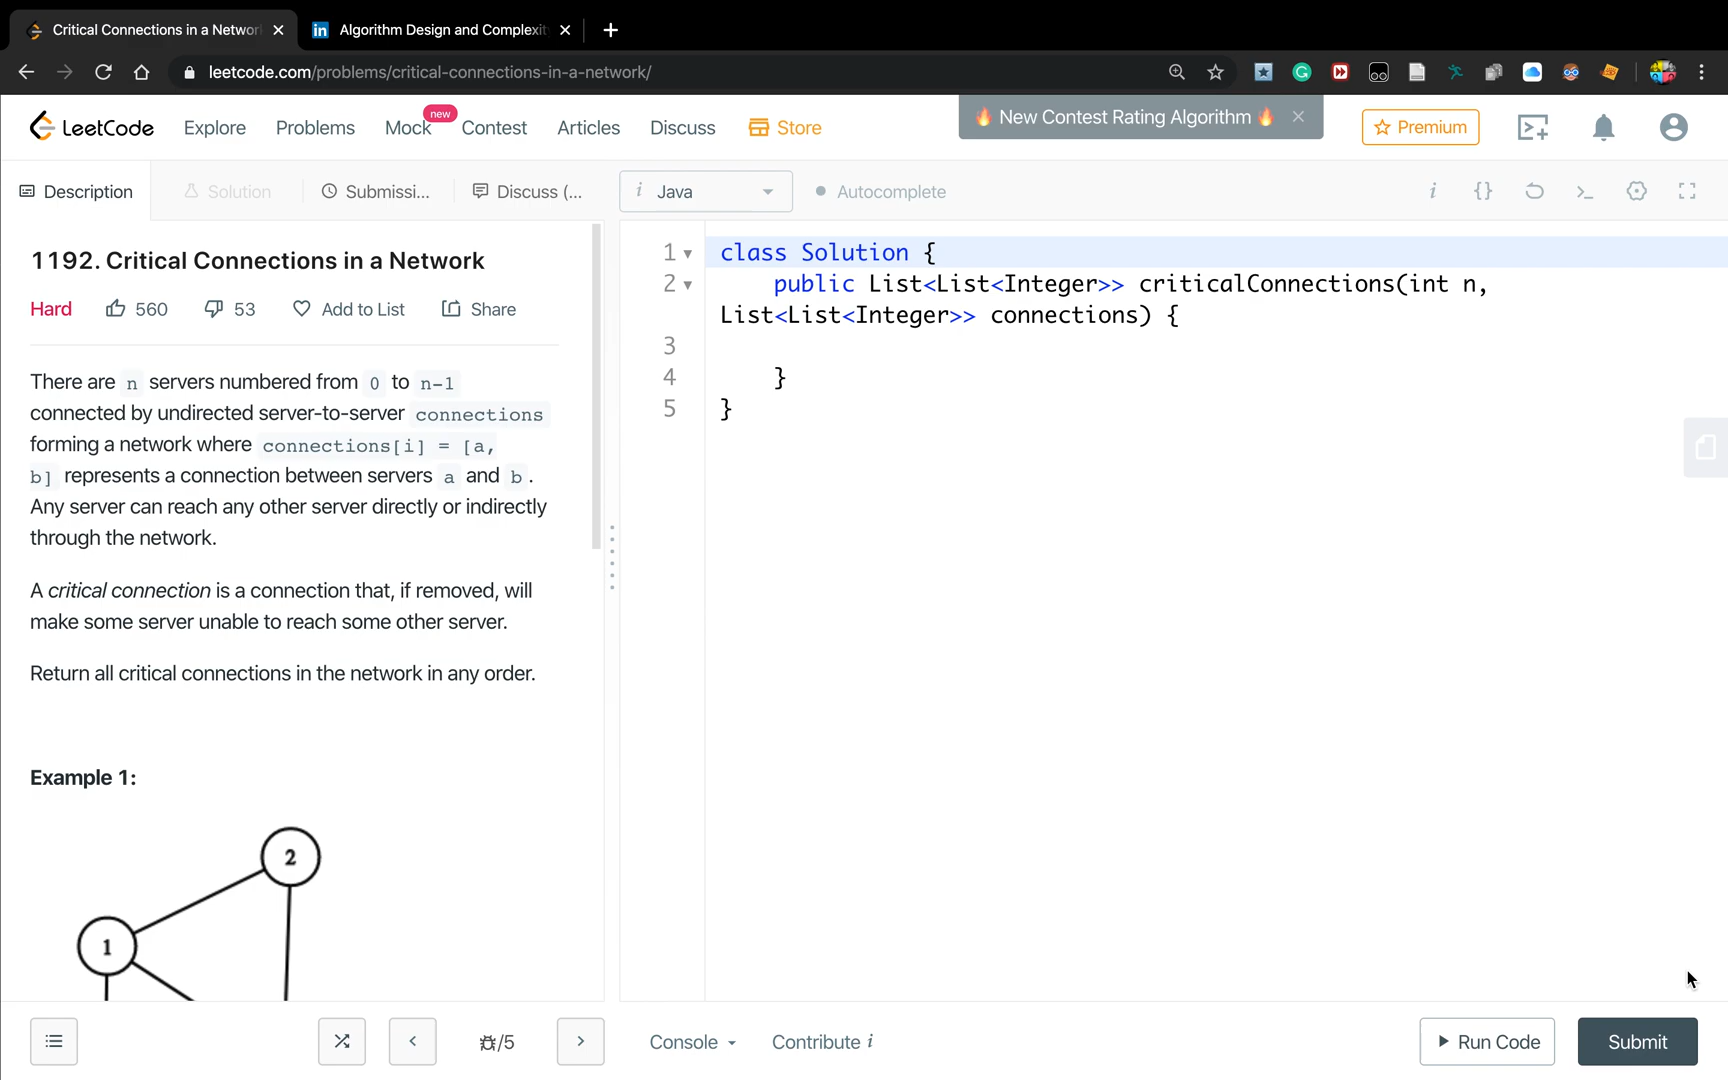 Critical Connections in a Networ
Algorithm Design and Complexit
leetcode.com/problems/critical-connections-in-a-network/
LeetCode
Explore
Problems
Mock
new
Contest
Articles
Discuss
Store
🔥 New Contest Rating Algorithm 🔥
Premium
Description
Solution
Submissi...
Discuss (...
i Java
Autocomplete
i
{}
1192. Critical Connections in a Network
Hard
560
53
Add to List
Share
There are n servers numbered from 0 to n-1
connected by undirected server-to-server connections
forming a network where connections[i] = [a,
b] represents a connection between servers a and b .
Any server can reach any other server directly or indirectly
through the network.
A critical connection is a connection that, if removed, will
make some server unable to reach some other server.
Return all critical connections in the network in any order.
Example 1:
2
1
1 class Solution {
2     public List<List<Integer>> criticalConnections(int n,
List<List<Integer>> connections) {
3
4     }
5 }
/5
Console
Contribute i
Run Code
Submit